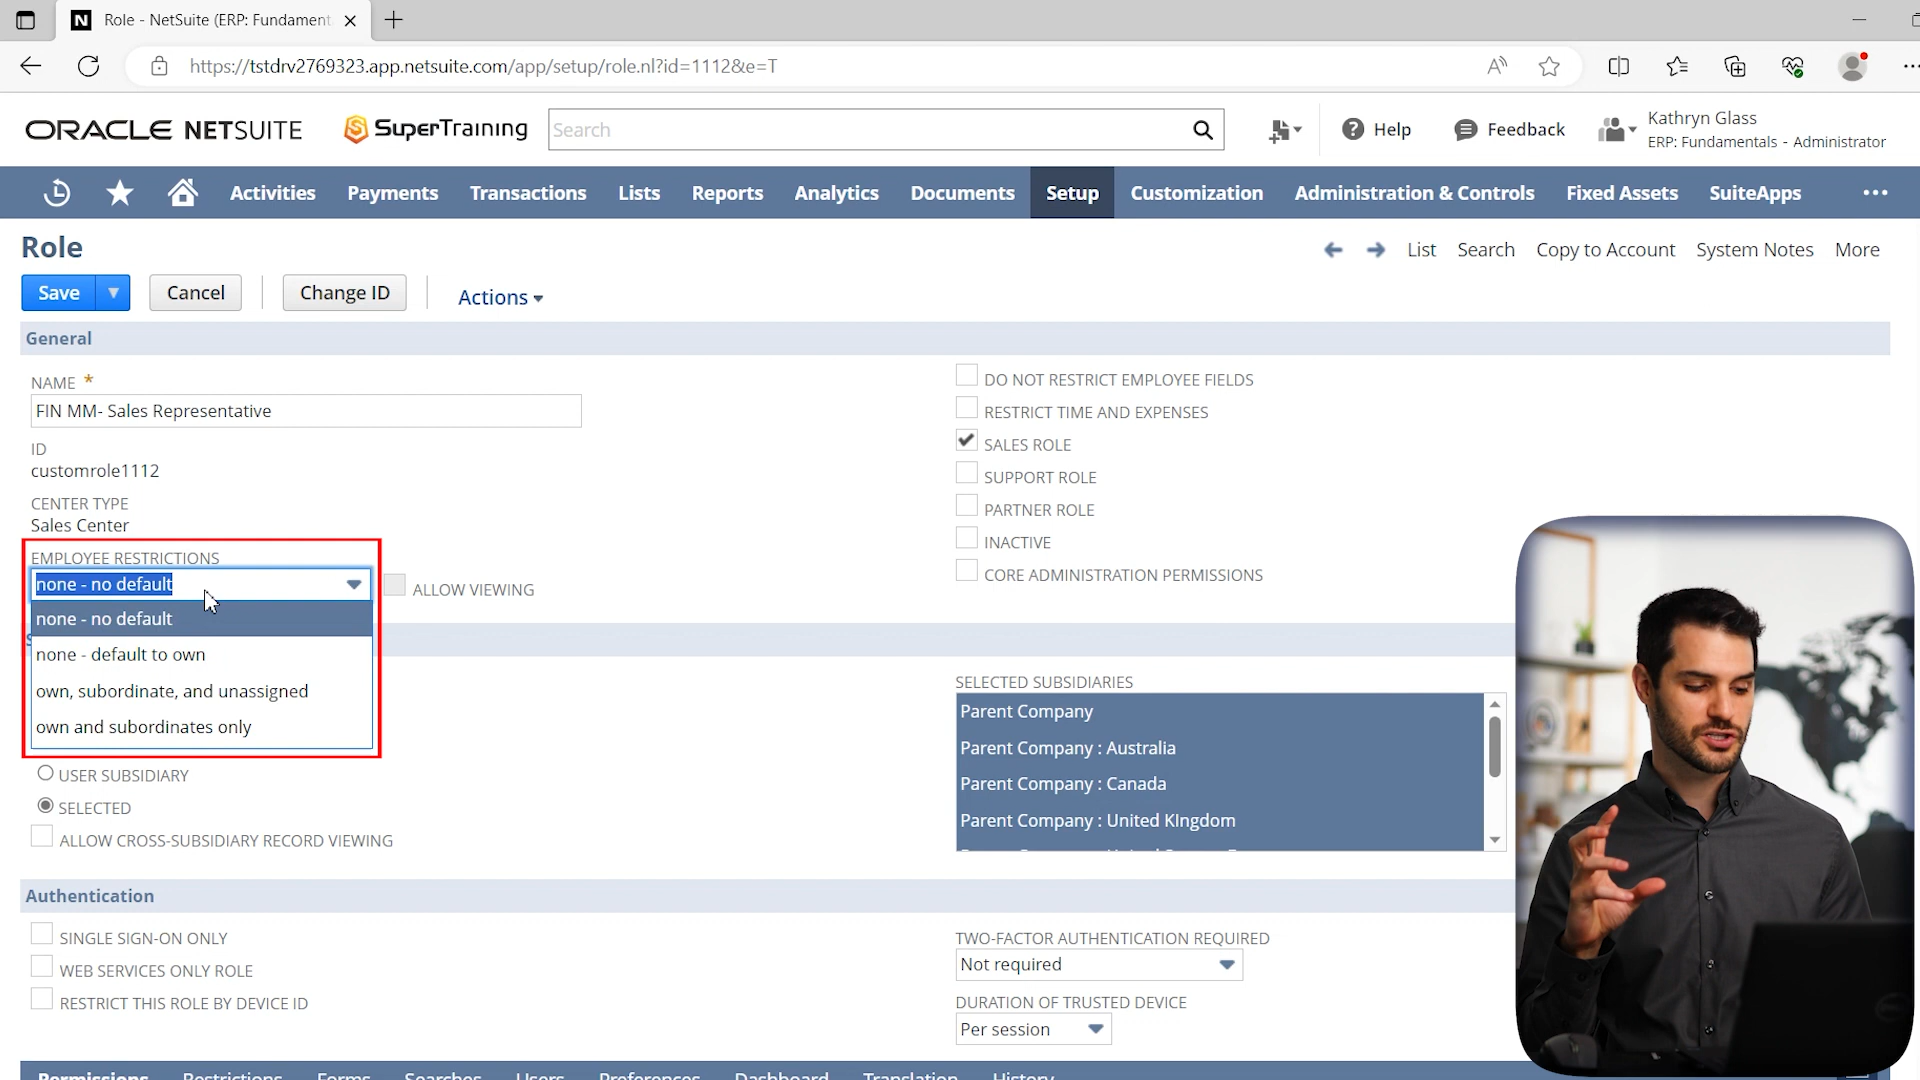 Role - NetSuite (ERP: Fundament
https://tstdrv2769323.app.netsuite.com/app/setup/role.nl?id=1112&e=T
ORACLE NETSUITE
SuperTraining
Search
Help
Feedback
Kathryn Glass
ERP: Fundamentals - Administrator
Activities Payments Transactions Lists Reports Analytics Documents Setup Customization Administration & Controls Fixed Assets SuiteApps
Role
List Search Copy to Account System Notes More
Save Cancel Change ID Actions
General
NAME *
FIN MM- Sales Representative
ID
customrole1112
CENTER TYPE
Sales Center
EMPLOYEE RESTRICTIONS
none - no default
ALLOW VIEWING
none - no default
none - default to own
own, subordinate, and unassigned
own and subordinates only
USER SUBSIDIARY
SELECTED
ALLOW CROSS-SUBSIDIARY RECORD VIEWING
DO NOT RESTRICT EMPLOYEE FIELDS
RESTRICT TIME AND EXPENSES
SALES ROLE
SUPPORT ROLE
PARTNER ROLE
INACTIVE
CORE ADMINISTRATION PERMISSIONS
SELECTED SUBSIDIARIES
Parent Company
Parent Company : Australia
Parent Company : Canada
Parent Company : United KIngdom
Authentication
SINGLE SIGN-ON ONLY
WEB SERVICES ONLY ROLE
RESTRICT THIS ROLE BY DEVICE ID
TWO-FACTOR AUTHENTICATION REQUIRED
Not required
DURATION OF TRUSTED DEVICE
Per session
Permissions Restrictions Forms Searches Users Preferences Dashboard Translation History